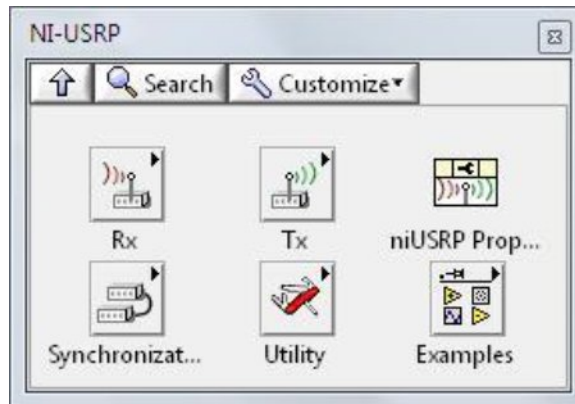 NI-USRP
Search Customize
Rx Tx niUSRP Prop...
Synchronizat... Utility Examples